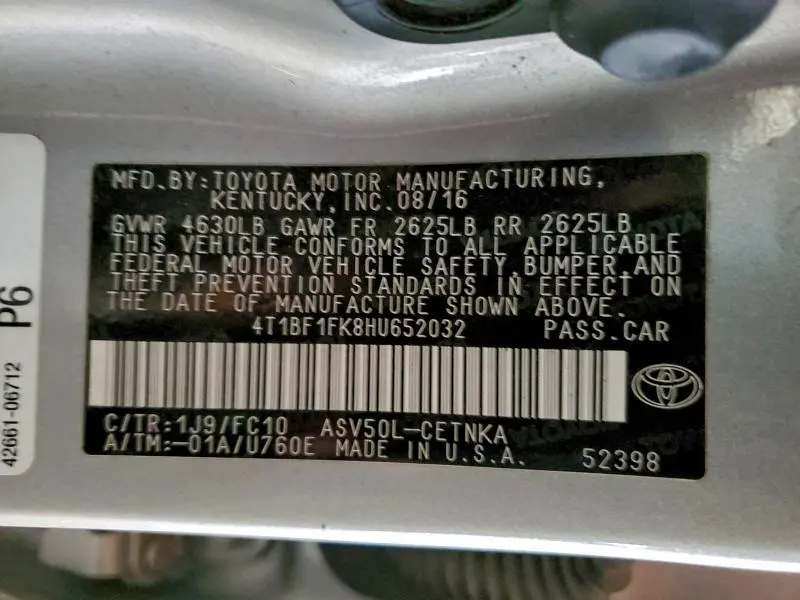 MFD.BY:TOYOTA MOTOR MANUFACTURING,
KENTUCKY,INC.08/16
GVWR 4630LB GAWR FR 2625LB RR 2625LB
THIS VEHICLE CONFORMS TO ALL APPLICABLE
FEDERAL MOTOR VEHICLE SAFETY,BUMPER,AND
THEFT PREVENTION STANDARDS IN EFFECT ON
THE DATE OF MANUFACTURE SHOWN ABOVE.
4T1BF1FK8HU652032 PASS.CAR
C/TR:1J9/FC10 ASV50L-CETNKA
A/TM:-01A/U760E MADE IN U.S.A. 52398
42661-06712 P6